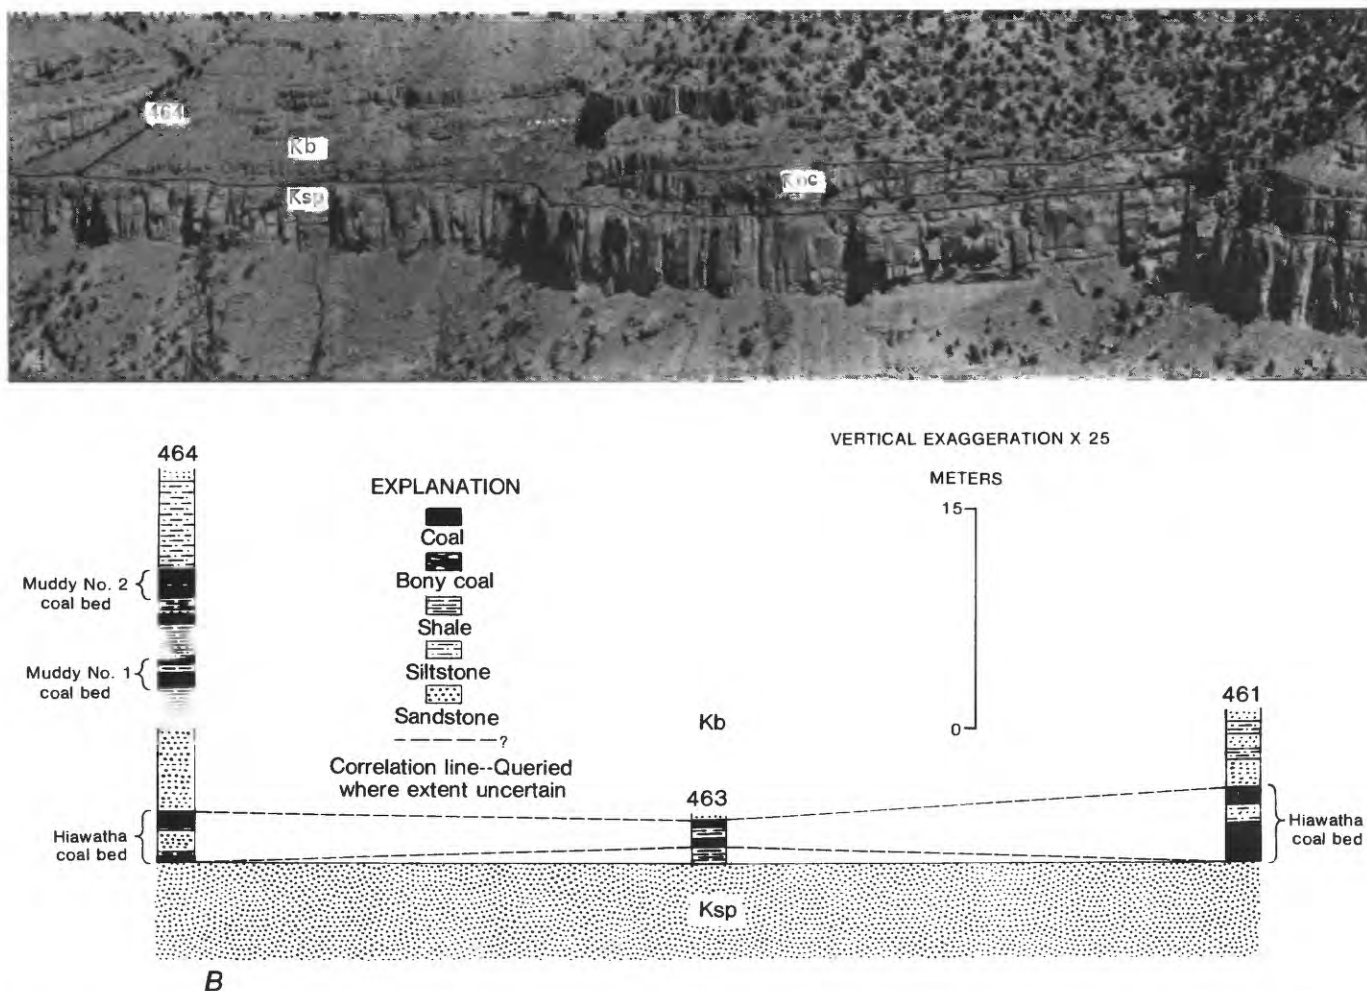 464
Kb
Ksp
VERTICAL EXAGGERATION X 25
464
METERS
EXPLANATION
15
Coal
Muddy No. 2
coal bed
Bony coal
Shale
Muddy No. 1
coal bed
Siltstone
461
Sandstone
Kb
0
?
Correlation line--Queried
where extent uncertain
463
Hiawatha
coal bed
Hiawatha
coal bed
Ksp
B